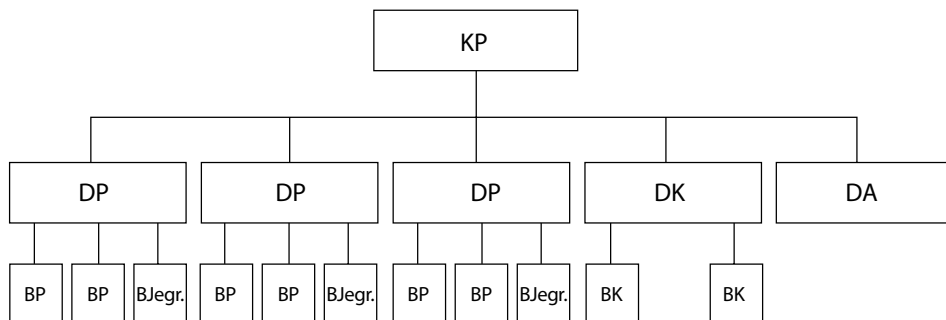 KP
DP DP DP DK DA
BP BP BJegr. BP BP BJegr. BP BP BJegr. BK BK